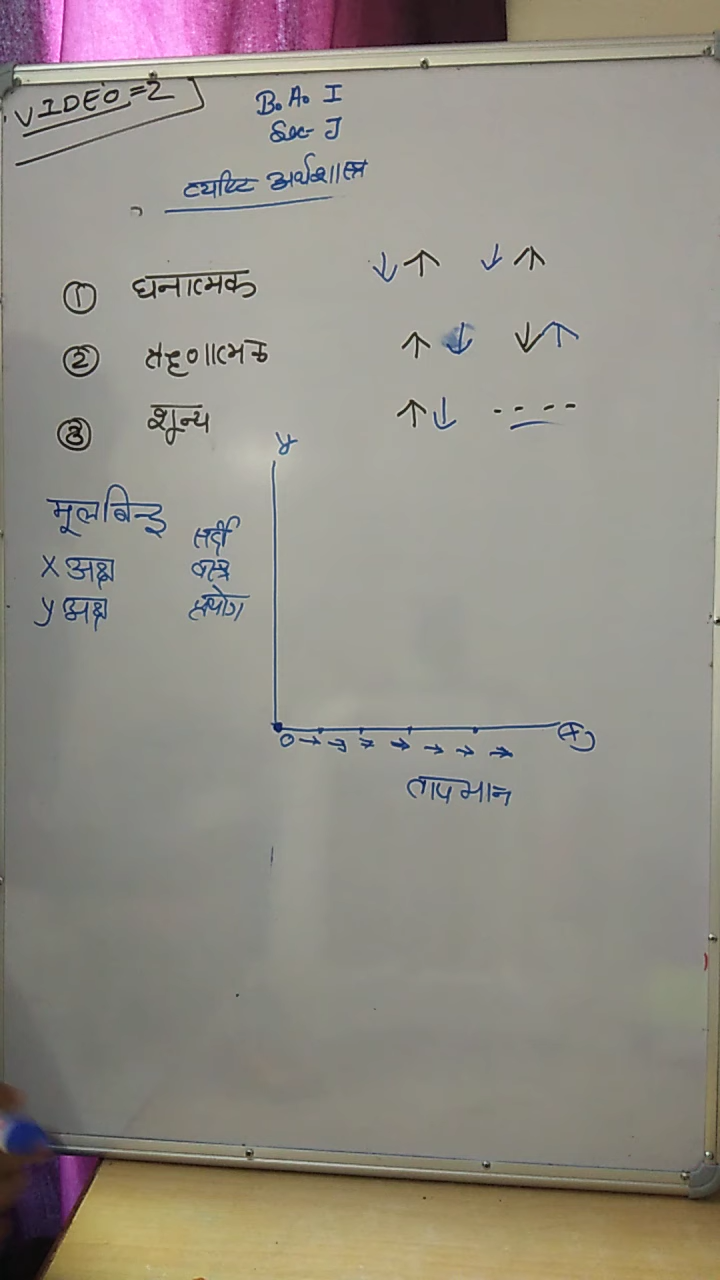 VIDEO=2
B.A. I
Sec- J
व्यष्टि अर्थशास्त्र
① धनात्मक ↓↑ ↓↑
② ऋणात्मक ↑↓ ↓↑
③ शून्य ↑↓ ----
y
मूलबिन्दु
सर्दी
X अक्ष वस्त्र
y अक्ष
0 → → → → → → →
तापमान